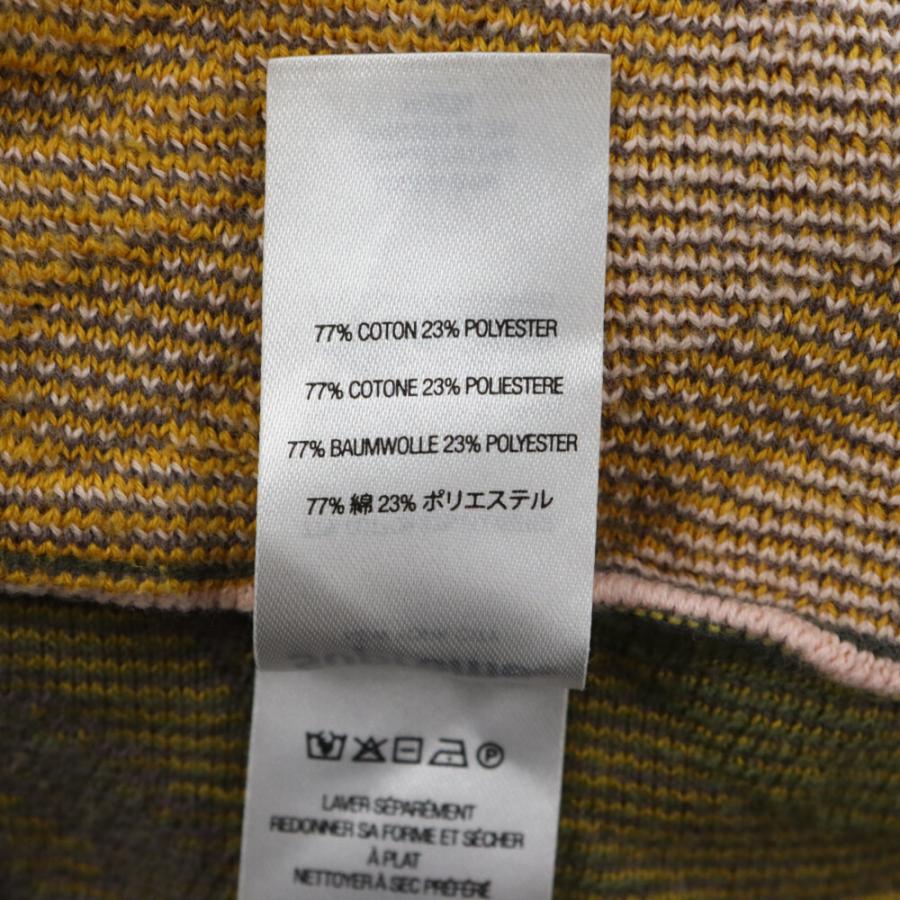 77% COTON 23% POLYESTER
77% COTONE 23% POLIESTERE
77% BAUMWOLLE 23% POLYESTER
77% 綿 23% ポリエステル
P
LAVER SÉPARÉMENT
REDONNER SA FORME ET SÉCHER
À PLAT
NETTOYER À SEC PRÉFÉRÉ